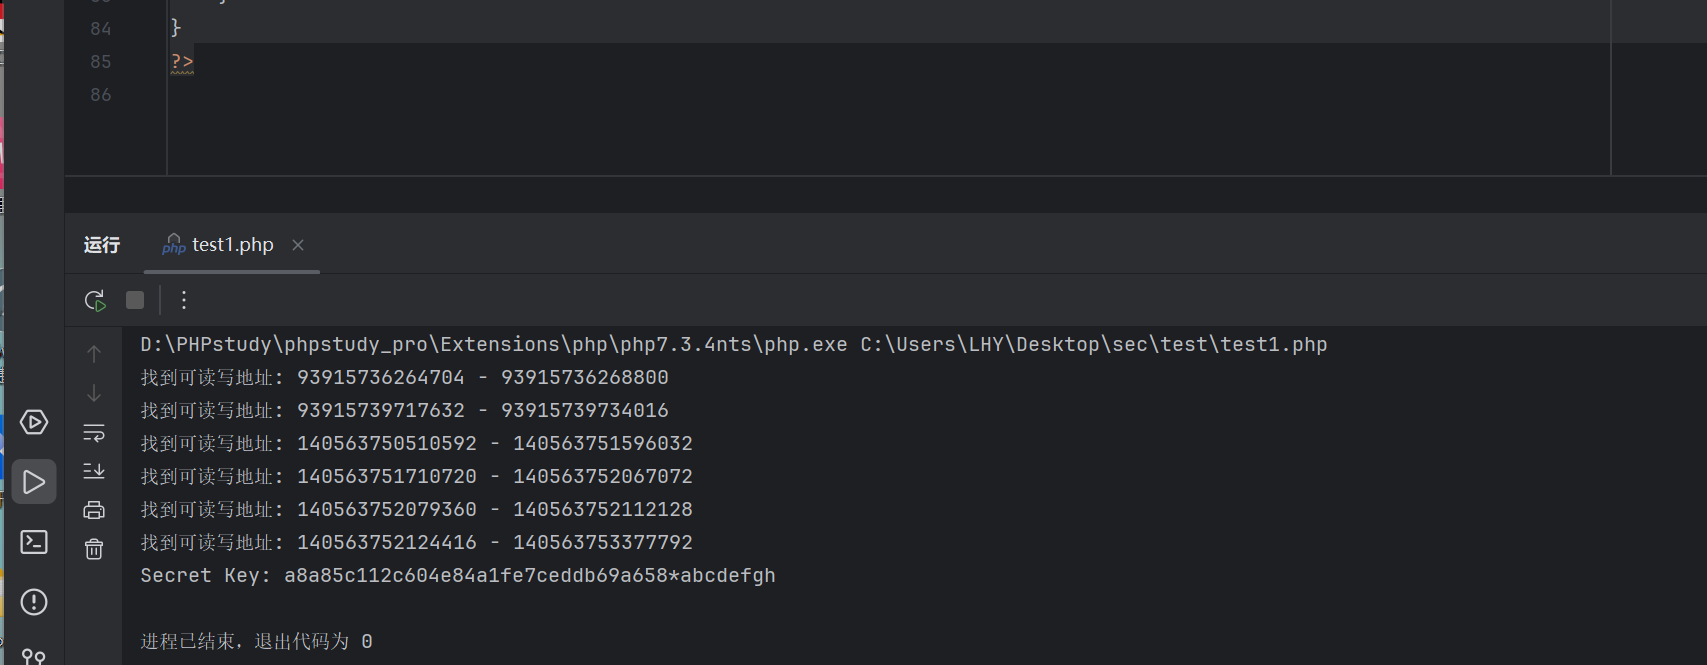 84 }
85 ?>
86
运行 test1.php
D:\PHPstudy\phpstudy_pro\Extensions\php\php7.3.4nts\php.exe C:\Users\LHY\Desktop\sec\test\test1.php
找到可读写地址: 93915736264704 - 93915736268800
找到可读写地址: 93915739717632 - 93915739734016
找到可读写地址: 140563750510592 - 140563751596032
找到可读写地址: 140563751710720 - 140563752067072
找到可读写地址: 140563752079360 - 140563752112128
找到可读写地址: 140563752124416 - 140563753377792
Secret Key: a8a85c112c604e84a1fe7ceddb69a658*abcdefgh
进程已结束，退出代码为 0